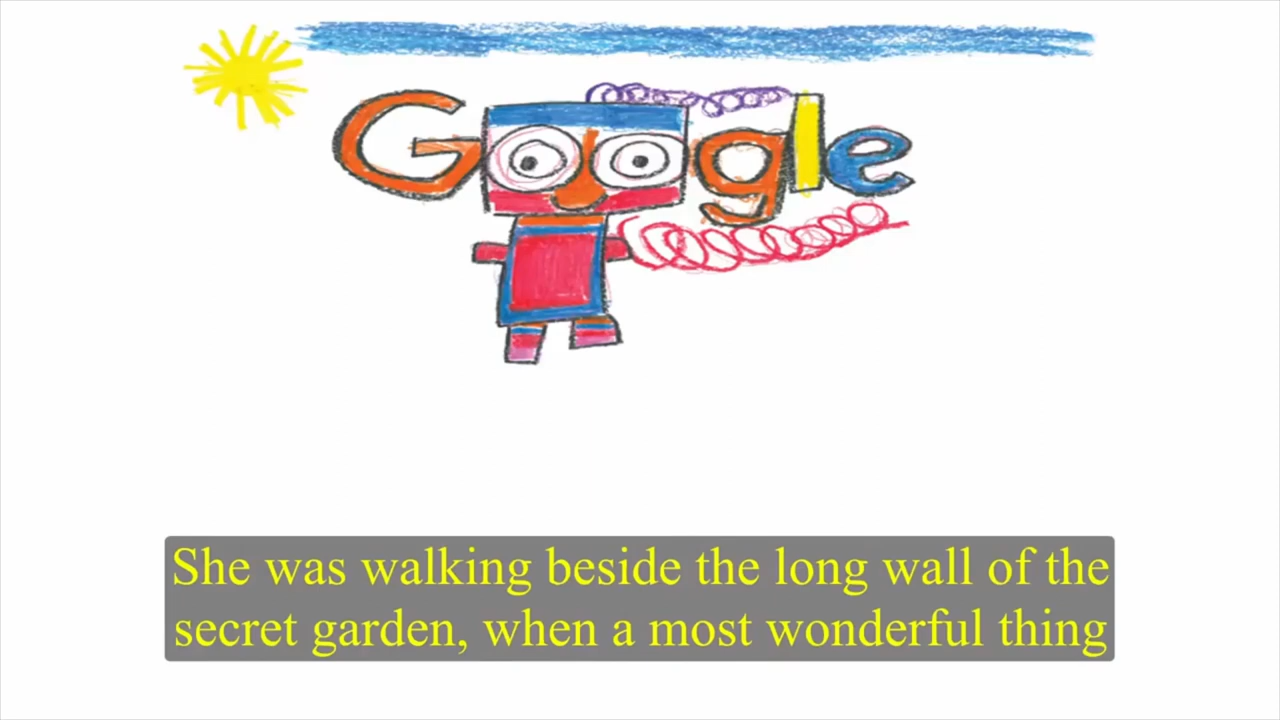 Google
She was walking beside the long wall of the
secret garden, when a most wonderful thing